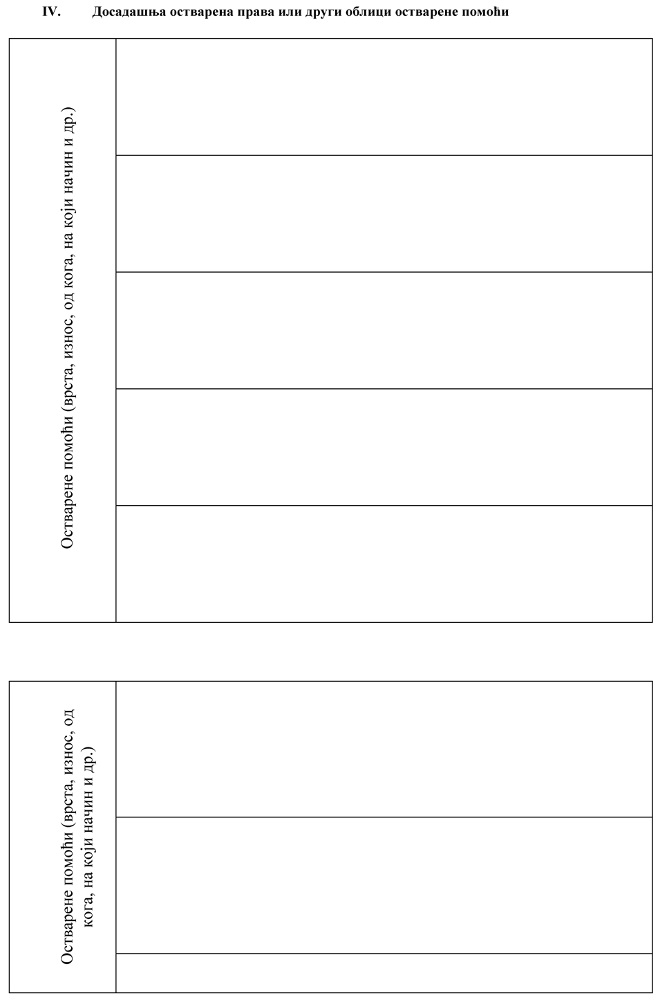 IV. Досадашња остварена права или други облици остварене помоћи
Остварене помоћи (врста, износ, од кога, на који начин и др.)
Остварене помоћи (врста, износ, од
кога, на који начин и др.)